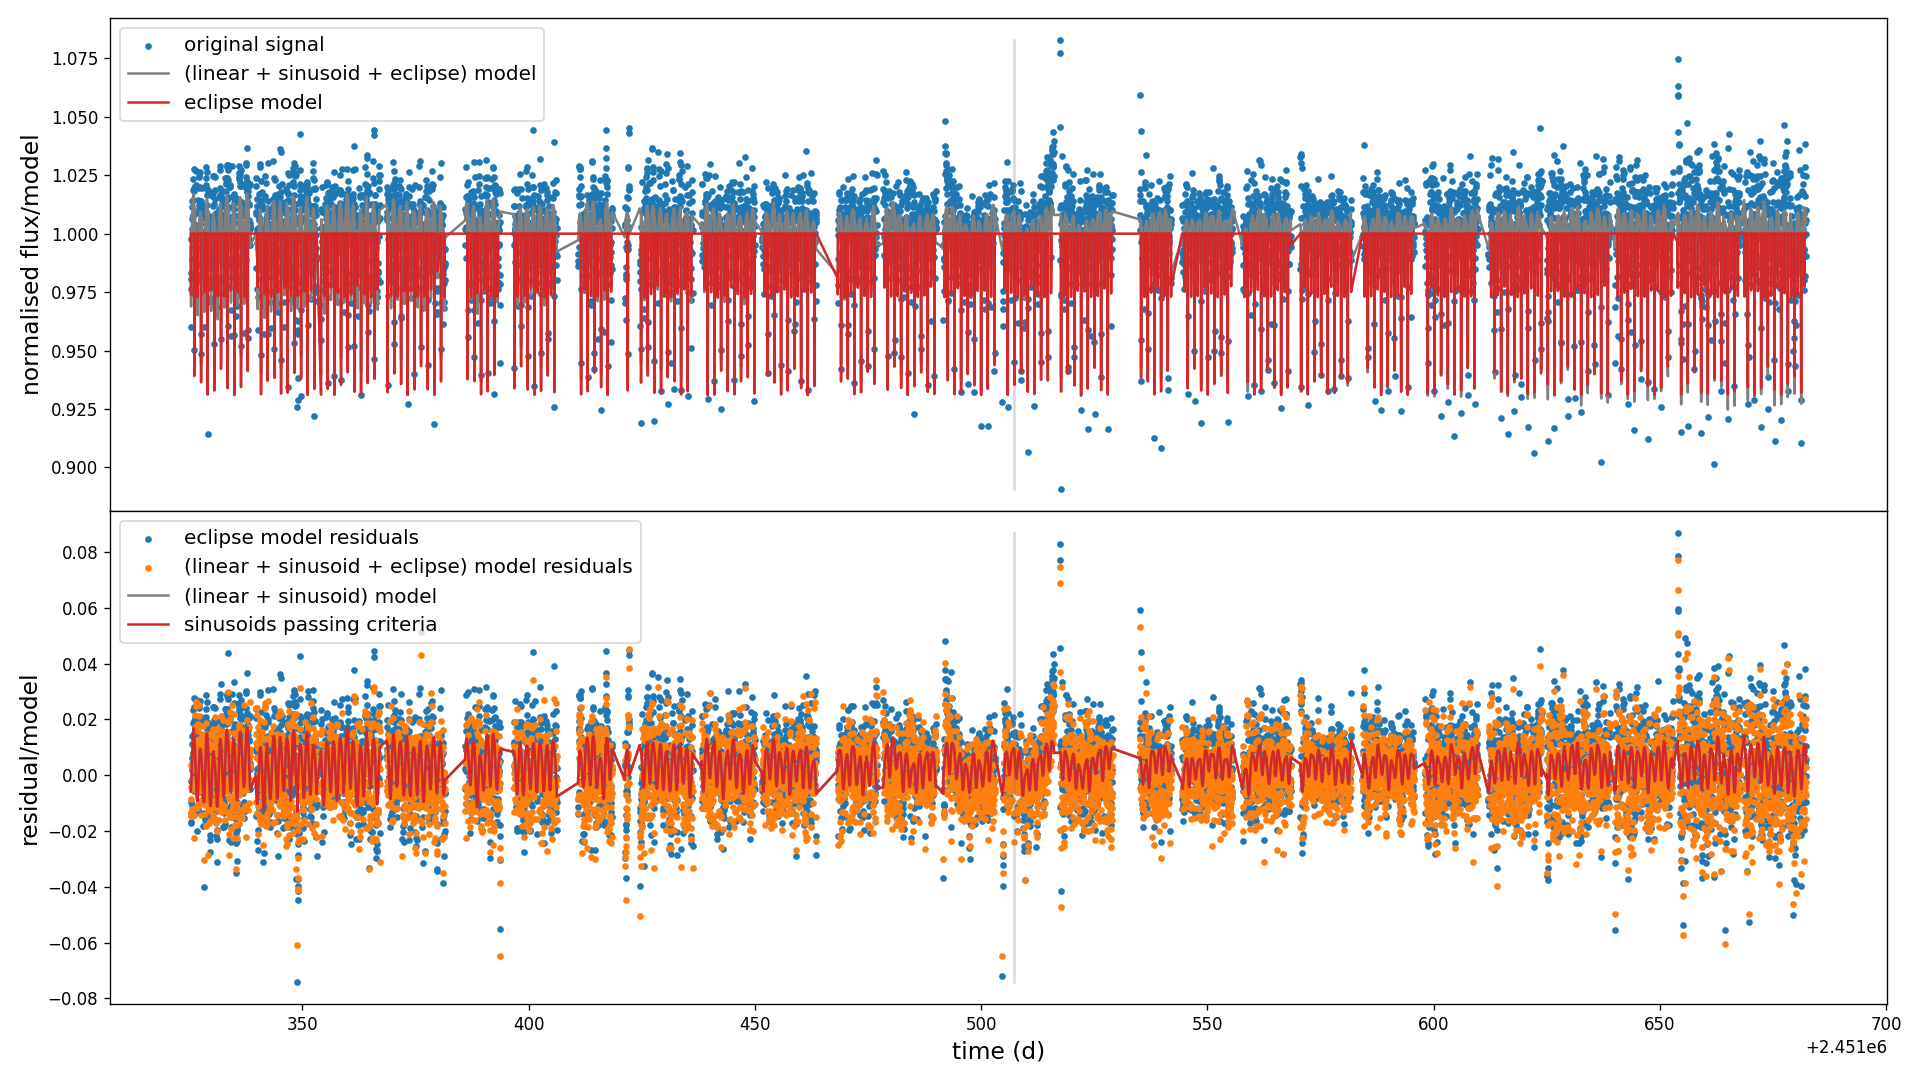 original signal
(linear + sinusoid + eclipse) model
eclipse model
normalised flux/model
1.075
1.050
1.025
1.000
0.975
0.950
0.925
0.900
eclipse model residuals
(linear + sinusoid + eclipse) model residuals
(linear + sinusoid) model
sinusoids passing criteria
residual/model
0.08
0.06
0.04
0.02
0.00
−0.02
−0.04
−0.06
−0.08
350 400 450 500 550 600 650 700
time (d)
+2.451e6